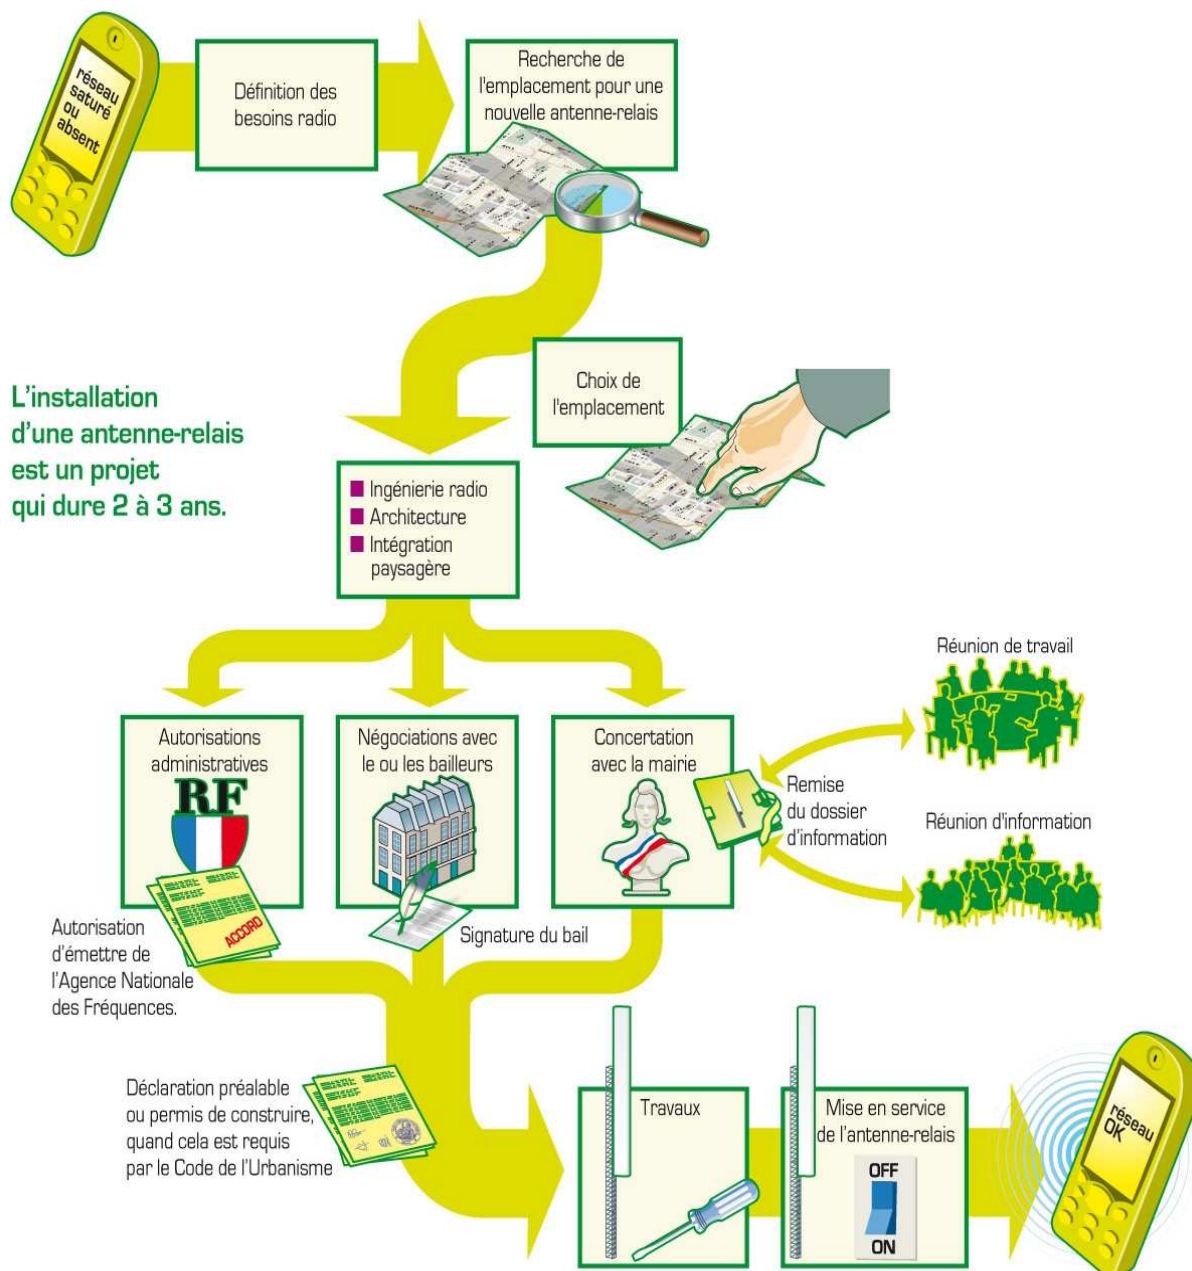 réseau
saturé
ou
absent
Définition des
besoins radio
Recherche de
l'emplacement pour une
nouvelle antenne-relais
Choix de
l'emplacement
L'installation
d'une antenne-relais
est un projet
qui dure 2 à 3 ans.
Ingénierie radio
Architecture
Intégration
paysagère
Autorisations
administratives
RF
ACCORD
Autorisation
d'émettre de
l'Agence Nationale
des Fréquences.
Négociations avec
le ou les bailleurs
Signature du bail
Concertation
avec la mairie
Remise
du dossier
d'information
Réunion de travail
Réunion d'information
Déclaration préalable
ou permis de construire,
quand cela est requis
par le Code de l'Urbanisme
Travaux
Mise en service
de l'antenne-relais
OFF
ON
réseau
OK